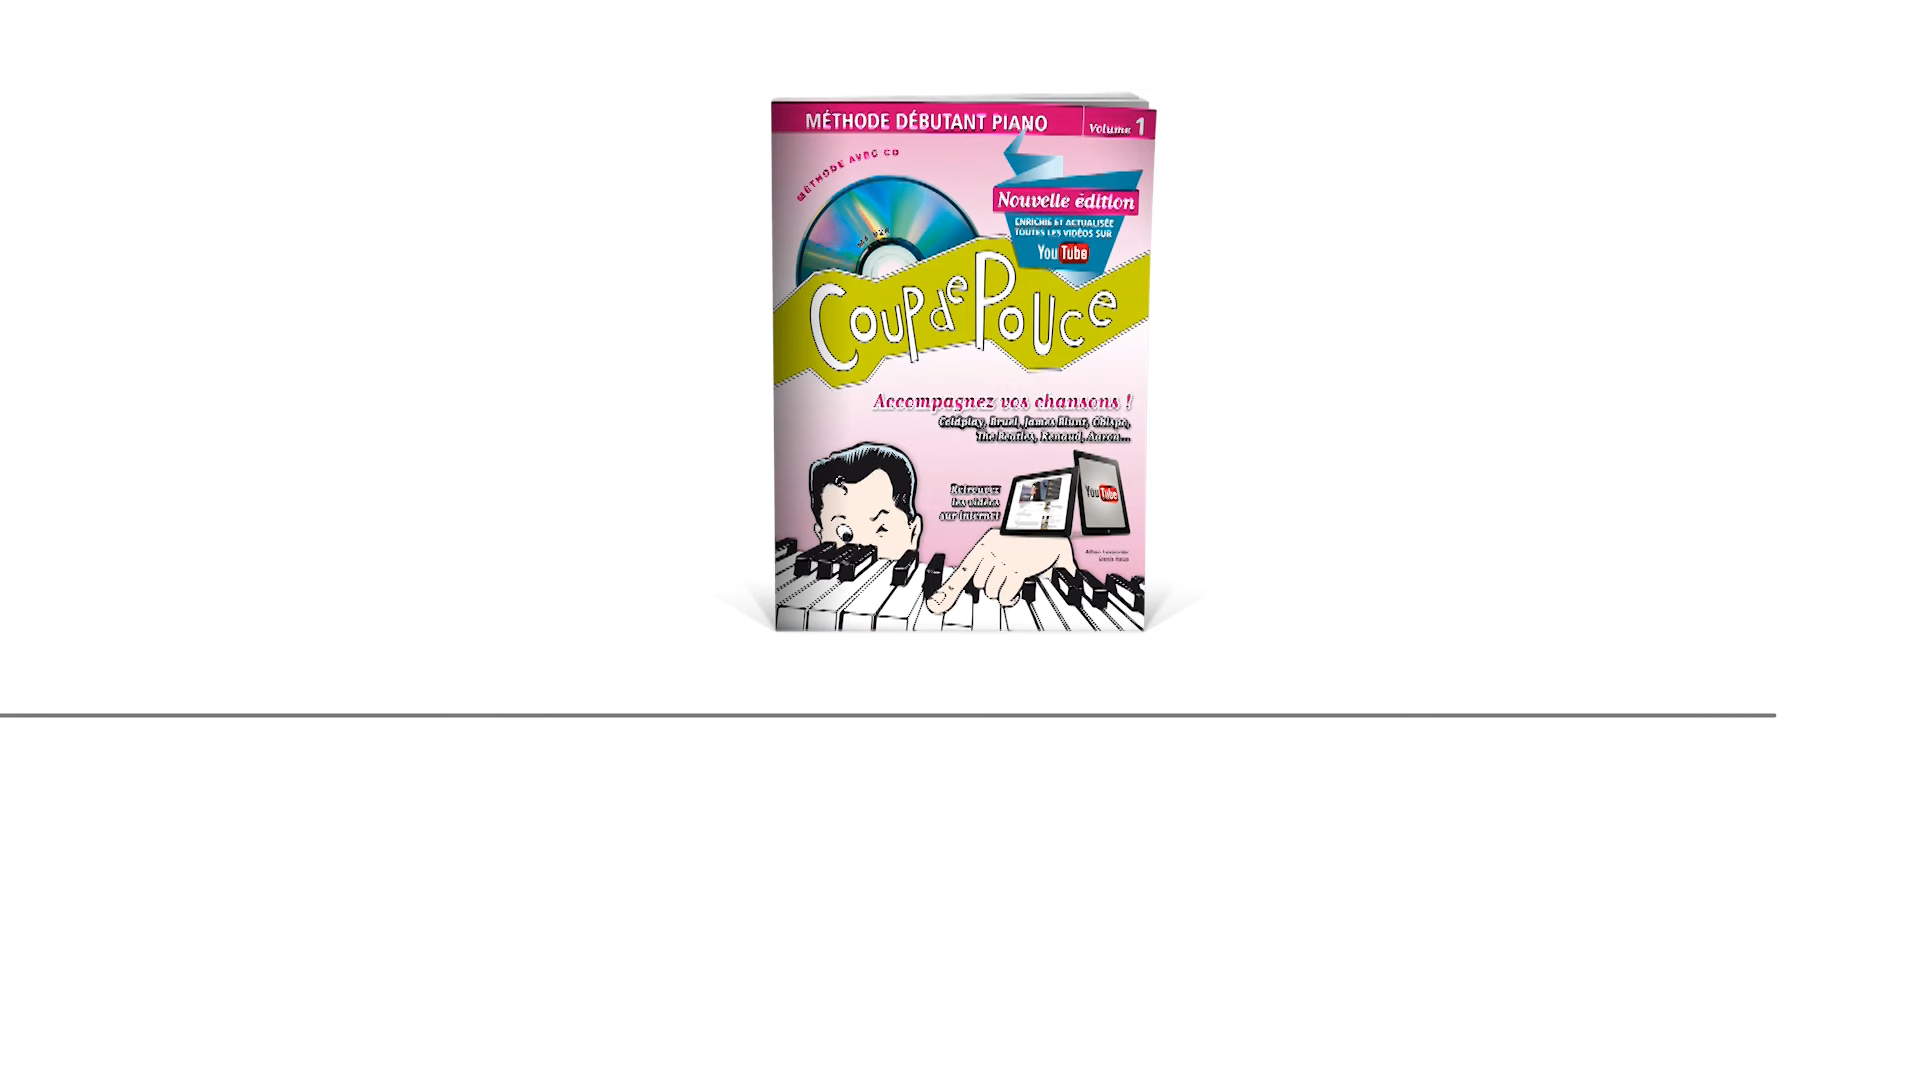 MÉTHODE DÉBUTANT PIANO
Volume 1
MÉTHODE AVEC CD
Nouvelle édition
ENRICHIE ET ACTUALISÉE
TOUTES LES VIDÉOS SUR
YouTube
Coup de Pouce
Accompagnez vos chansons !
Coldplay, Bruel, James Blunt, Obispo,
The Beatles, Renaud, Aaron...
Retrouvez
les vidéos
sur internet
YouTube